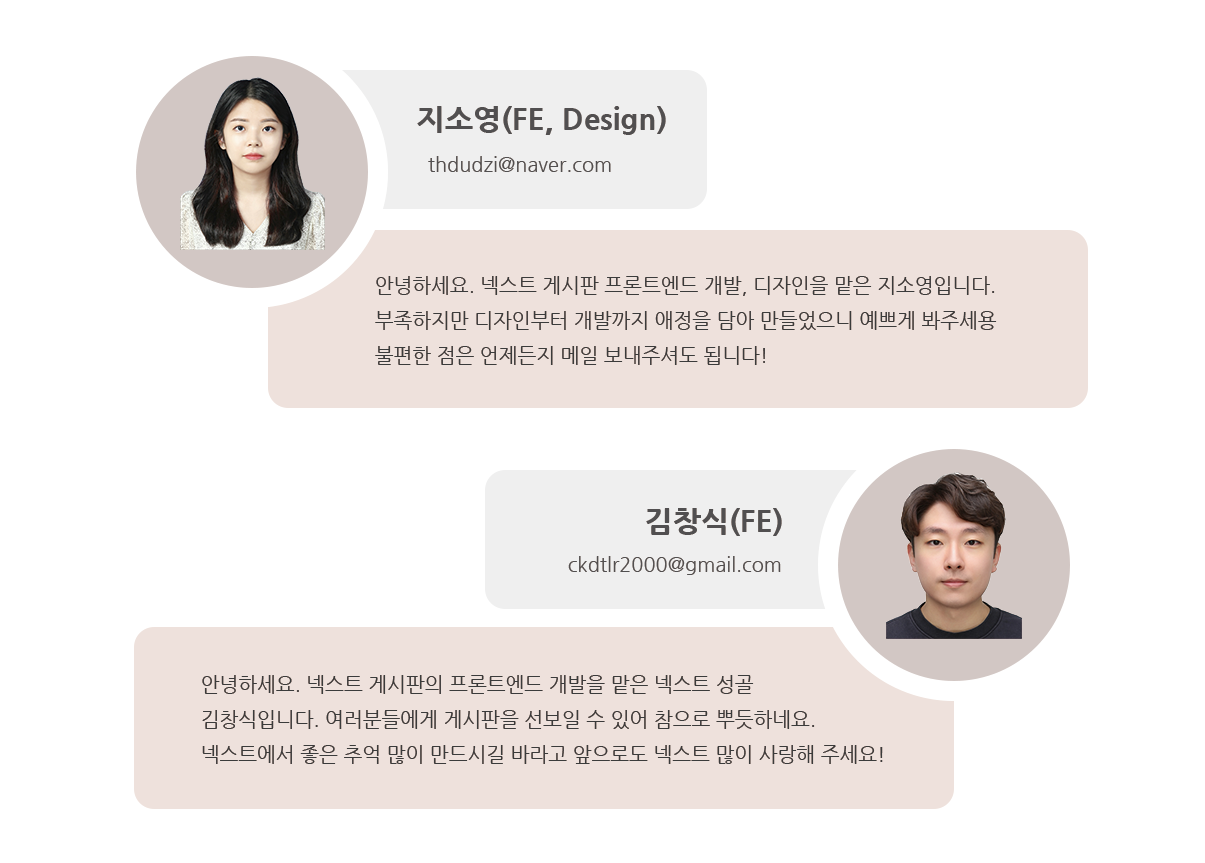 지소영(FE, Design)
thdudzi@naver.com
안녕하세요. 넥스트 게시판 프론트엔드 개발, 디자인을 맡은 지소영입니다.
부족하지만 디자인부터 개발까지 애정을 담아 만들었으니 예쁘게 봐주세용
불편한 점은 언제든지 메일 보내주셔도 됩니다!
김창식(FE)
ckdtlr2000@gmail.com
안녕하세요. 넥스트 게시판의 프론트엔드 개발을 맡은 넥스트 성골
김창식입니다. 여러분들에게 게시판을 선보일 수 있어 참으로 뿌듯하네요.
넥스트에서 좋은 추억 많이 만드시길 바라고 앞으로도 넥스트 많이 사랑해 주세요!